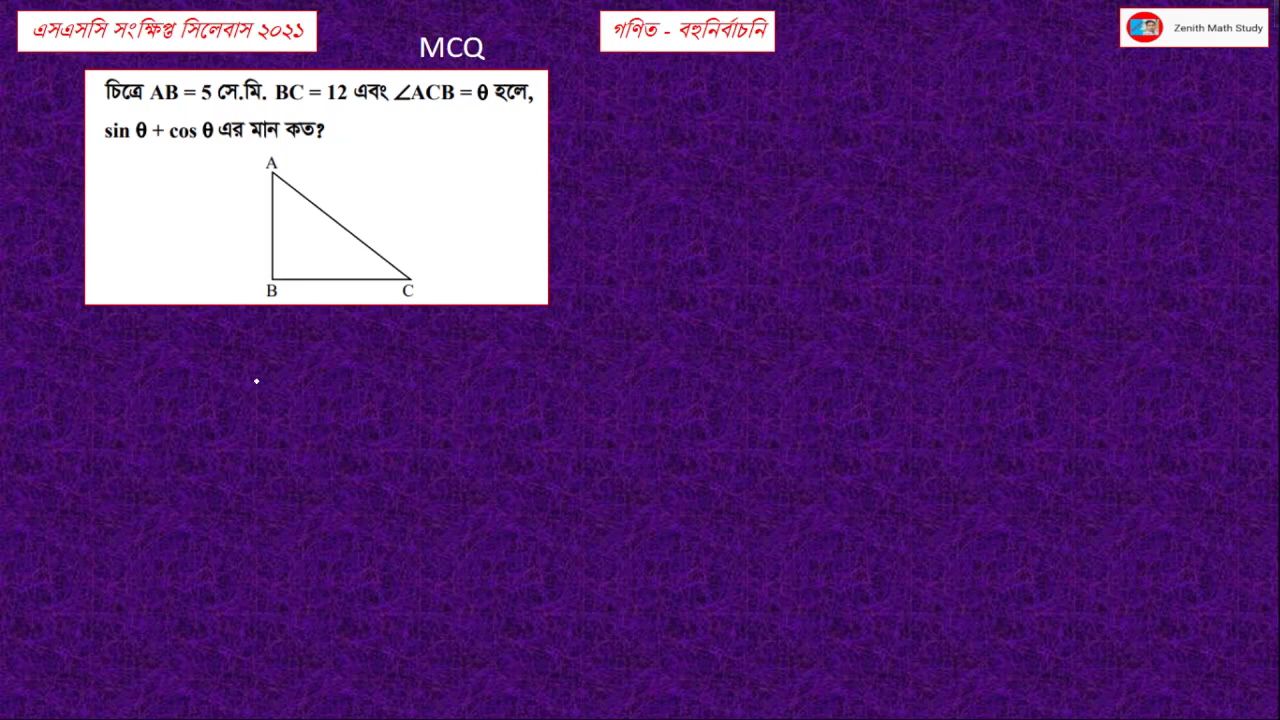 এসএসসি সংক্ষিপ্ত সিলেবাস ২০২১
MCQ
গণিত - বহুনির্বাচনি
Zenith Math Study
চিত্রে AB = 5 সে.মি. BC = 12 এবং ∠ACB = θ হলে,
sin θ + cos θ এর মান কত?
A
B
C